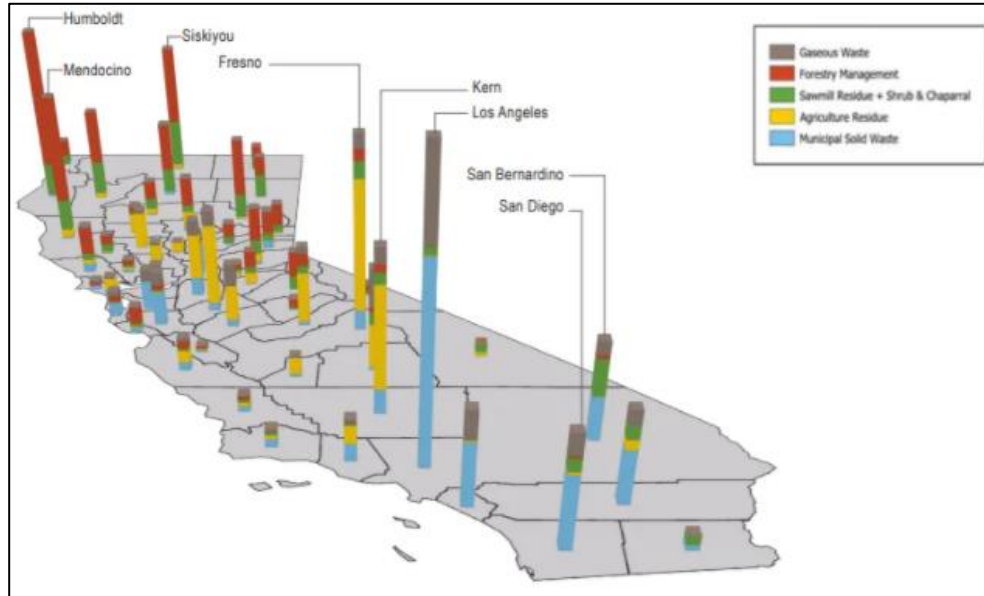 Humboldt
Siskiyou
Mendocino
Fresno
Kern
Los Angeles
San Bernardino
San Diego
Gaseous Waste
Forestry Management
Sawmill Residue + Shrub & Chaparral
Agriculture Residue
Municipal Solid Waste